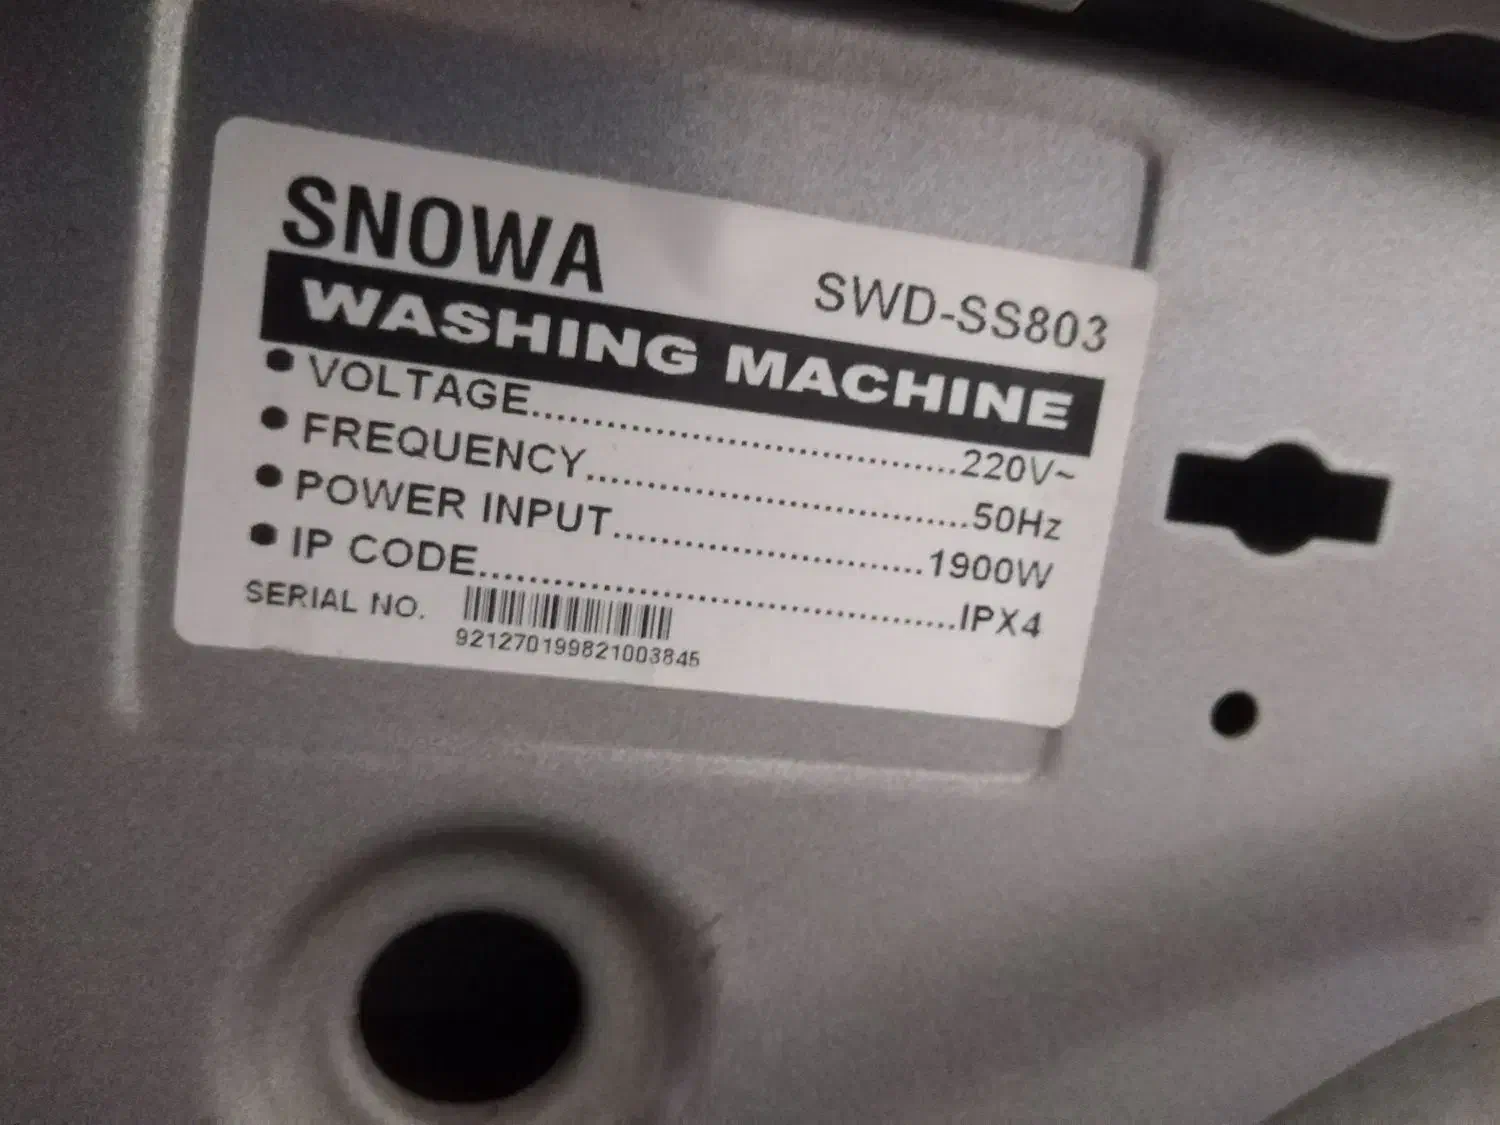 SNOWA
SWD-SS803
WASHING MACHINE
● VOLTAGE..............................220V~
● FREQUENCY..............................50Hz
● POWER INPUT.........................1900W
● IP CODE.....................................IPX4
SERIAL NO.
921270199821003845